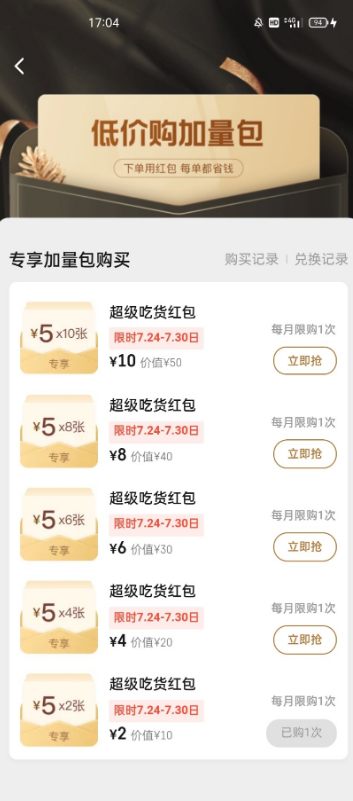 17:04
HD 4G 94
低价购加量包
下单用红包 每单都省钱
专享加量包购买
购买记录 | 兑换记录
¥5x10张
专享
超级吃货红包
限时7.24-7.30日
¥10 价值¥50
每月限购1次
立即抢
¥5x8张
专享
超级吃货红包
限时7.24-7.30日
¥8 价值¥40
每月限购1次
立即抢
¥5x6张
专享
超级吃货红包
限时7.24-7.30日
¥6 价值¥30
每月限购1次
立即抢
¥5x4张
专享
超级吃货红包
限时7.24-7.30日
¥4 价值¥20
每月限购1次
立即抢
¥5x2张
专享
超级吃货红包
限时7.24-7.30日
¥2 价值¥10
每月限购1次
已购1次